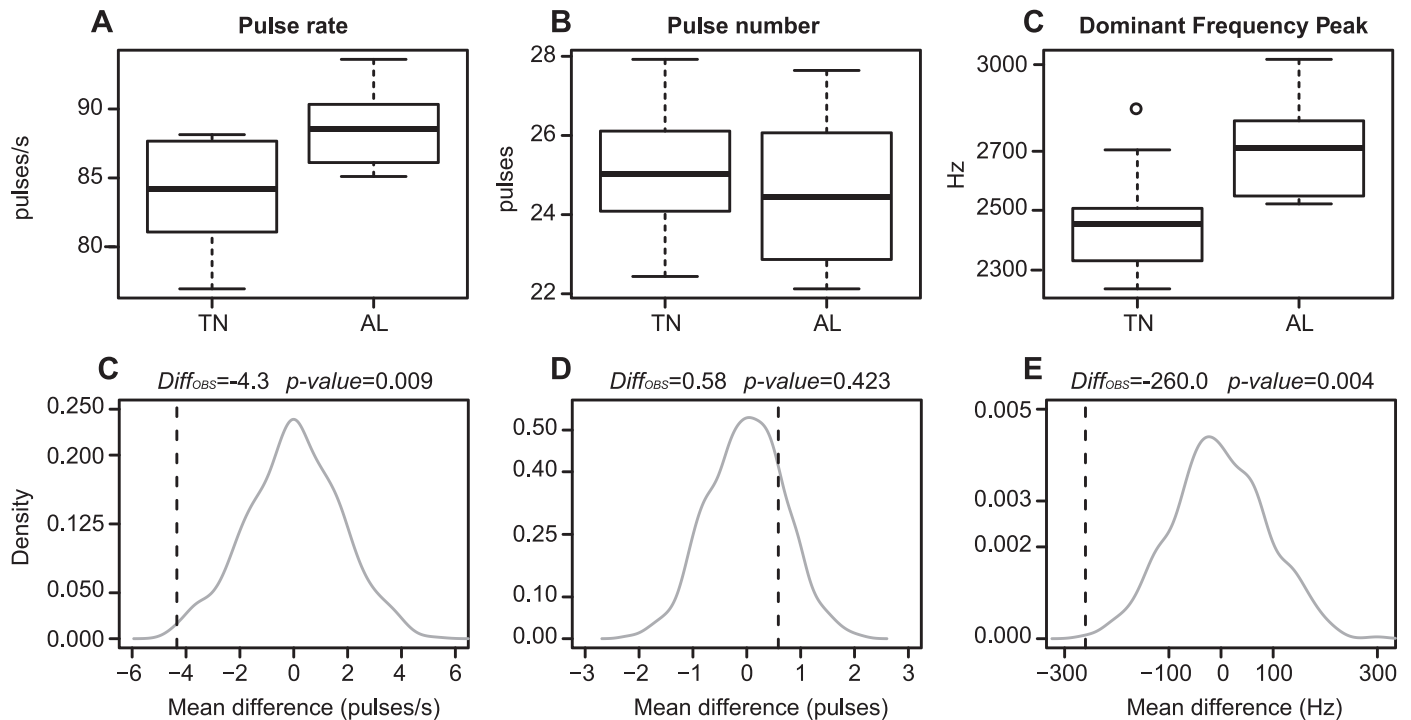 A Pulse rate
pulses/s
90
85
80
TN AL
B Pulse number
pulses
28
26
24
22
TN AL
C Dominant Frequency Peak
Hz
3000
2700
2500
2300
TN AL
C
Diff_OBS=-4.3 p-value=0.009
Density
0.250
0.200
0.125
0.050
0.000
−6 −4 −2 0 2 4 6
Mean difference (pulses/s)
D
Diff_OBS=0.58 p-value=0.423
0.50
0.40
0.25
0.10
0.00
−3 −2 −1 0 1 2 3
Mean difference (pulses)
E
Diff_OBS=-260.0 p-value=0.004
0.005
0.003
0.002
0.000
−300 −100 0 100 300
Mean difference (Hz)